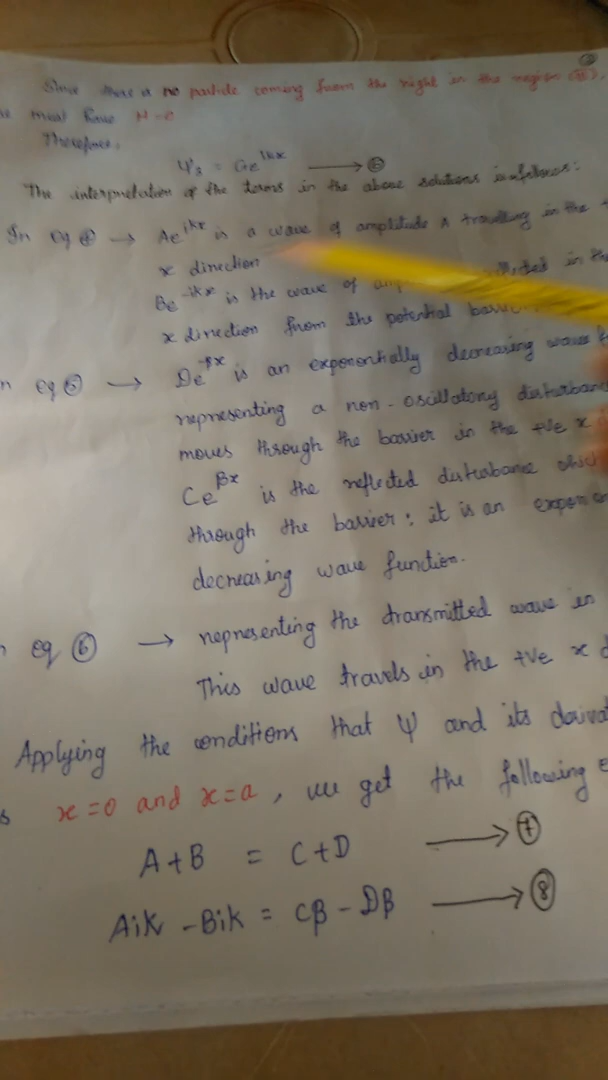 Since there is no particle coming from the right in the region (III),
we must have H=0
Therefore,
Ψ₃ = Ge^ikx ⟶ ⑥
The interpretation of the terms in the above solutions is as follows:
In eq ④ → Ae^ikx is a wave of amplitude A travelling in the +
x direction
Be^-ikx is the wave of reflected in the
x direction from the potential
eq ⑤ → De^-βx is an exponentially decreasing wave
representing a non-oscillatory disturbance
moves through the barrier in the +ve x
Ce^βx is the reflected disturbance which
through the barrier; it is an
decreasing wave function.
eq ⑥ → representing the transmitted wave in
This wave travels in the +ve x
Applying the conditions that Ψ and its
x=0 and x=a, we get the following
A+B = C+D ⟶ ⑦
Aik - Bik = Cβ - Dβ ⟶ ⑧